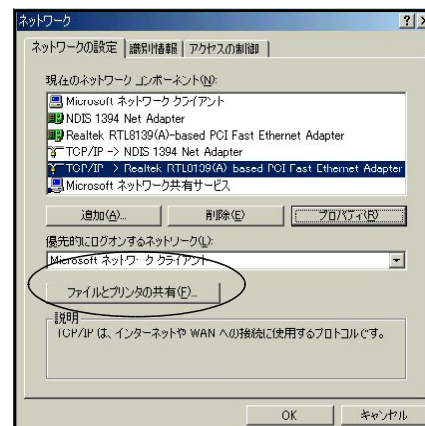 ネットワーク
ネットワークの設定 識別情報 アクセスの制御
現在のネットワーク コンポーネント(N):
Microsoft ネットワーク クライアント
NDIS 1394 Net Adapter
Realtek RTL8139(A)-based PCI Fast Ethernet Adapter
TCP/IP -> NDIS 1394 Net Adapter
TCP/IP -> Realtek RTL8139(A)-based PCI Fast Ethernet Adapter
Microsoft ネットワーク共有サービス
追加(A)... 削除(E) プロパティ(R)
優先的にログオンするネットワーク(L):
Microsoft ネットワーク クライアント
ファイルとプリンタの共有(F)...
説明
TCP/IP は、インターネットや WAN への接続に使用するプロトコルです。
OK キャンセル